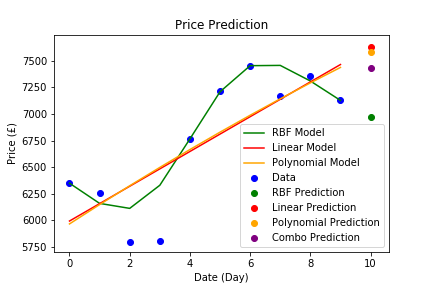 Price Prediction
Price (£)
7500
7250
7000
6750
6500
6250
6000
5750
0
2
4
6
8
10
Date (Day)
RBF Model
Linear Model
Polynomial Model
Data
RBF Prediction
Linear Prediction
Polynomial Prediction
Combo Prediction